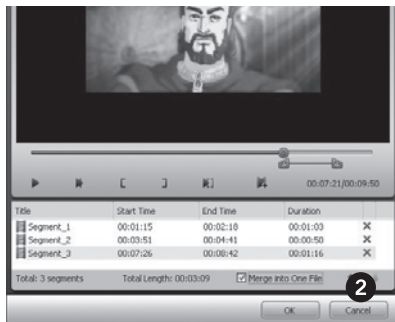 00:07:21/00:09:50
Title Start Time End Time Duration
Segment_1 00:01:15 00:02:18 00:01:03 X
Segment_2 00:03:51 00:04:41 00:00:50 X
Segment_3 00:07:26 00:08:42 00:01:16 X
Total: 3 segments Total Length: 00:03:09 Merge into One File
2
OK Cancel